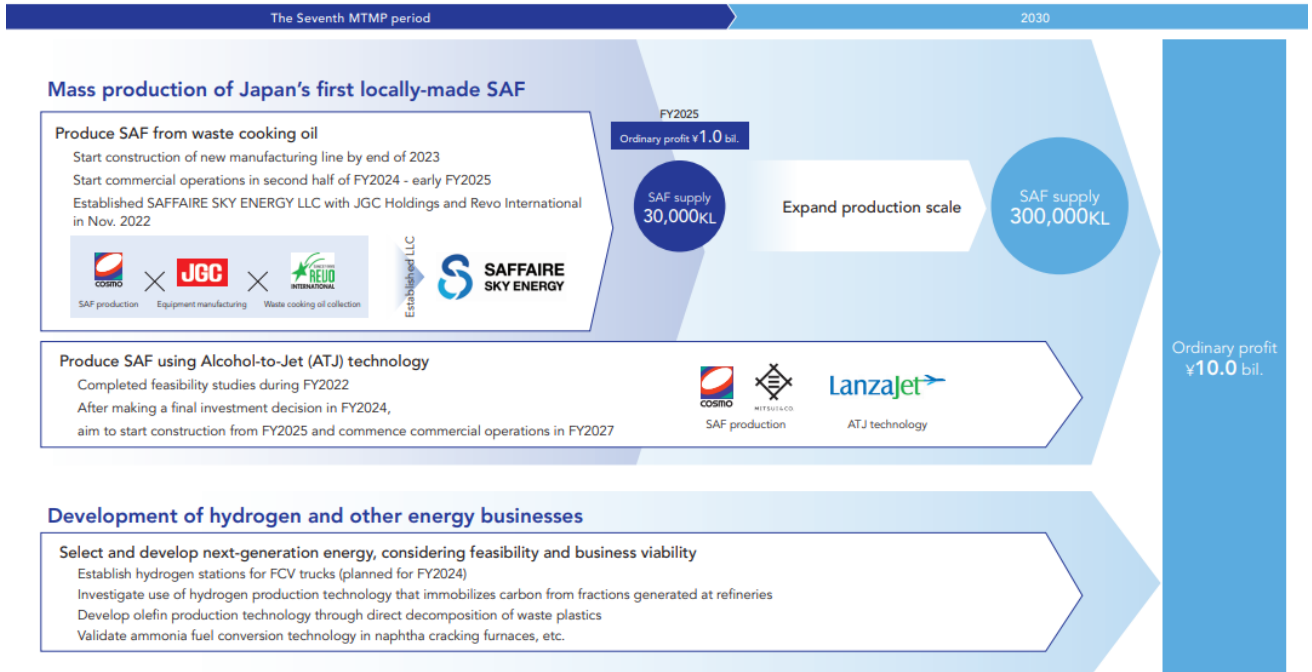 The Seventh MTMP period
2030
Mass production of Japan's first locally-made SAF
Produce SAF from waste cooking oil
Start construction of new manufacturing line by end of 2023
Start commercial operations in second half of FY2024 - early FY2025
Established SAFFAIRE SKY ENERGY LLC with JGC Holdings and Revo International
in Nov. 2022
COSMO
SAF production
JGC
Equipment manufacturing
REVO
INTERNATIONAL
Waste cooking oil collection
Established LLC
SAFFAIRE
SKY ENERGY
FY2025
Ordinary profit ¥1.0 bil.
SAF supply
30,000KL
Expand production scale
SAF supply
300,000KL
Produce SAF using Alcohol-to-Jet (ATJ) technology
Completed feasibility studies during FY2022
After making a final investment decision in FY2024,
aim to start construction from FY2025 and commence commercial operations in FY2027
COSMO
MITSUI&CO.
SAF production
LanzaJet
ATJ technology
Ordinary profit
¥10.0 bil.
Development of hydrogen and other energy businesses
Select and develop next-generation energy, considering feasibility and business viability
Establish hydrogen stations for FCV trucks (planned for FY2024)
Investigate use of hydrogen production technology that immobilizes carbon from fractions generated at refineries
Develop olefin production technology through direct decomposition of waste plastics
Validate ammonia fuel conversion technology in naphtha cracking furnaces, etc.